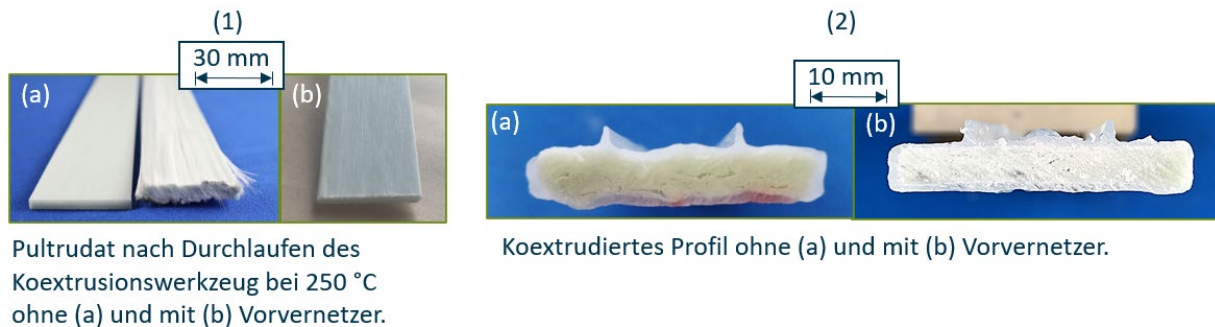 (1)
(2)
30 mm
10 mm
(a)
(b)
(a)
(b)
Pultrudat nach Durchlaufen des
Koextrusionswerkzeug bei 250 °C
ohne (a) und mit (b) Vorvernetzer.
Koextrudiertes Profil ohne (a) und mit (b) Vorvernetzer.